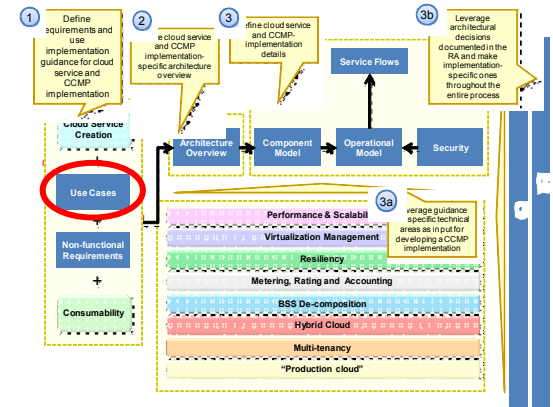 1
Define
equirements and
use
implementation
guidance for cloud
service and
CCMP
implementation
2
e cloud service
and CCMP
implementation-
specific architecture
overview
3
fine cloud service
and CCMP-
implementation
details
3b
Leverage
architectural
decisions
documented in the
RA and make
implementation-
specific ones
throughout the
entire process
Cloud Service
Creation
Use Cases
+
Non-functional
Requirements
+
Consumability
Architecture
Overview
Component
Model
Operational
Model
Security
Service Flows
3a
verage guidance
specific technical
areas as input for
developing a CCMP
implementation
Performance & Scalabil
Virtualization Management
Resiliency
Metering, Rating and Accounting
BSS De-composition
Hybrid Cloud
Multi-tenancy
“Production cloud”